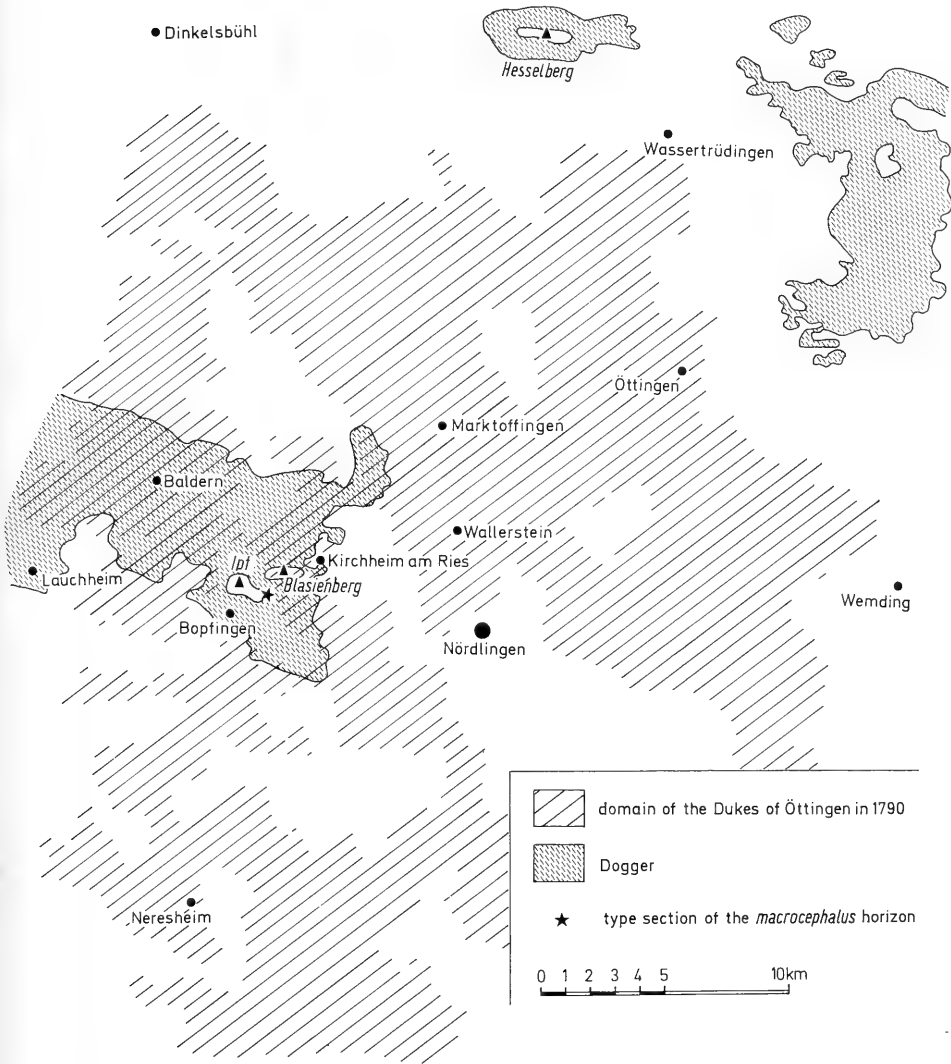 Dinkelsbühl
Hesselberg
Wassertrüdingen
Öttingen
Marktoffingen
Baldern
Wallerstein
Ipf
Kirchheim am Ries
Lauchheim
Blasienberg
Wemding
Bopfingen
Nördlingen
domain of the Dukes of Öttingen in 1790
Dogger
type section of the macrocephalus horizon
Neresheim
0 1 2 3 4 5 10km